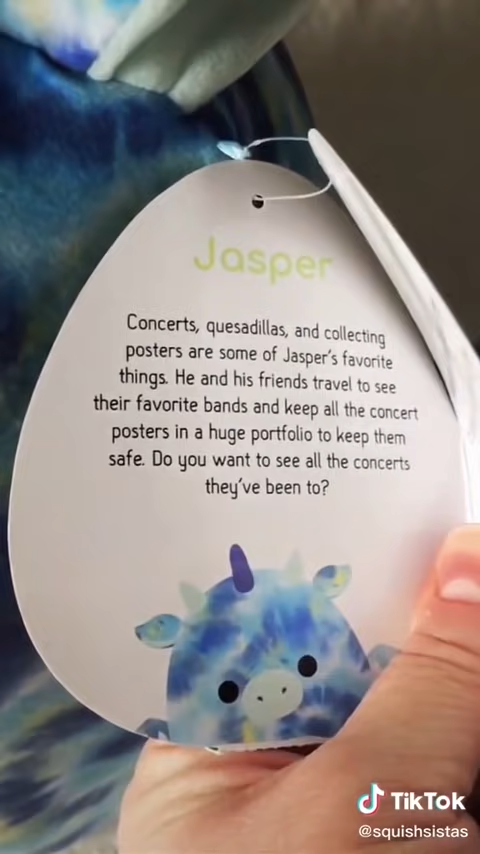 Jasper
Concerts, quesadillas, and collecting
posters are some of Jasper's favorite
things. He and his friends travel to see
their favorite bands and keep all the concert
posters in a huge portfolio to keep them
safe. Do you want to see all the concerts
they've been to?
TikTok
@squishsistas